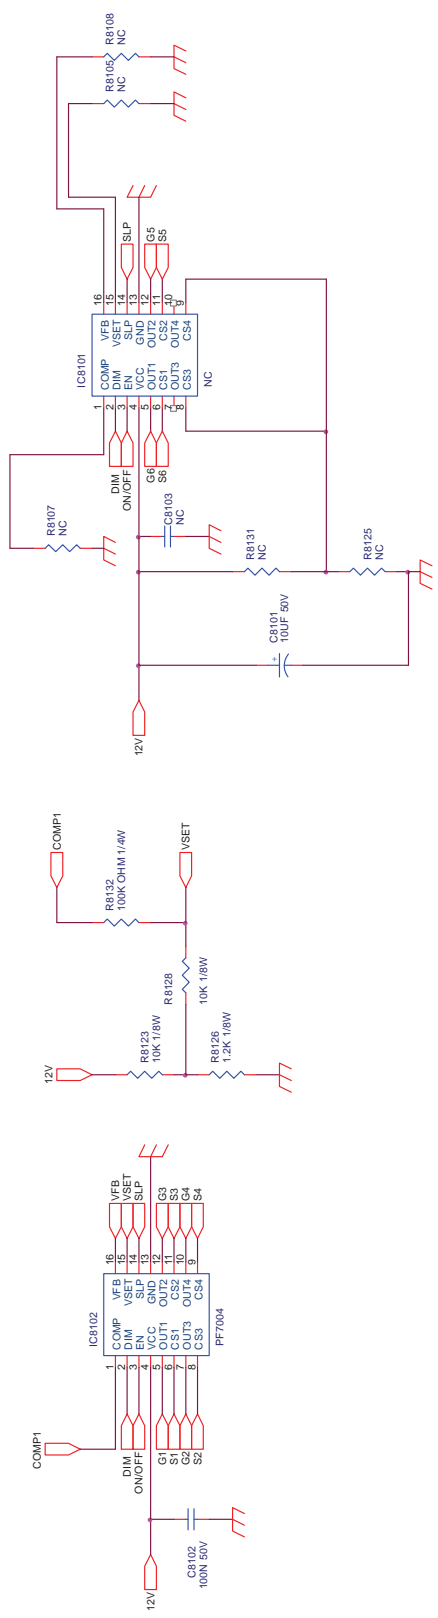 R8108
NC
R8105
NC
IC8101
16
15
14
13
12
11
10
9
VFB
VSET
SLP
GND
OUT2
CS2
OUT4
CS4
COMP
DIM
EN
VCC
OUT1
CS1
OUT3
CS3
1
2
3
4
5
6
7
8
NC
SLP
G5
S5
DIM
ON/OFF
G6
S6
R8107
NC
C8103
NC
R8131
NC
R8125
NC
C8101
10UF 50V
+
12V
COMP1
R8132
100K OHM 1/4W
VSET
R8128
10K 1/8W
12V
R8123
10K 1/8W
R8126
1.2K 1/8W
VFB
VSET
SLP
G3
S3
G4
S4
IC8102
16
15
14
13
12
11
10
9
VFB
VSET
SLP
GND
OUT2
CS2
OUT4
CS4
COMP
DIM
EN
VCC
OUT1
CS1
OUT3
CS3
1
2
3
4
5
6
7
8
PF7004
COMP1
DIM
ON/OFF
G1
S1
G2
S2
C8102
100N 50V
12V